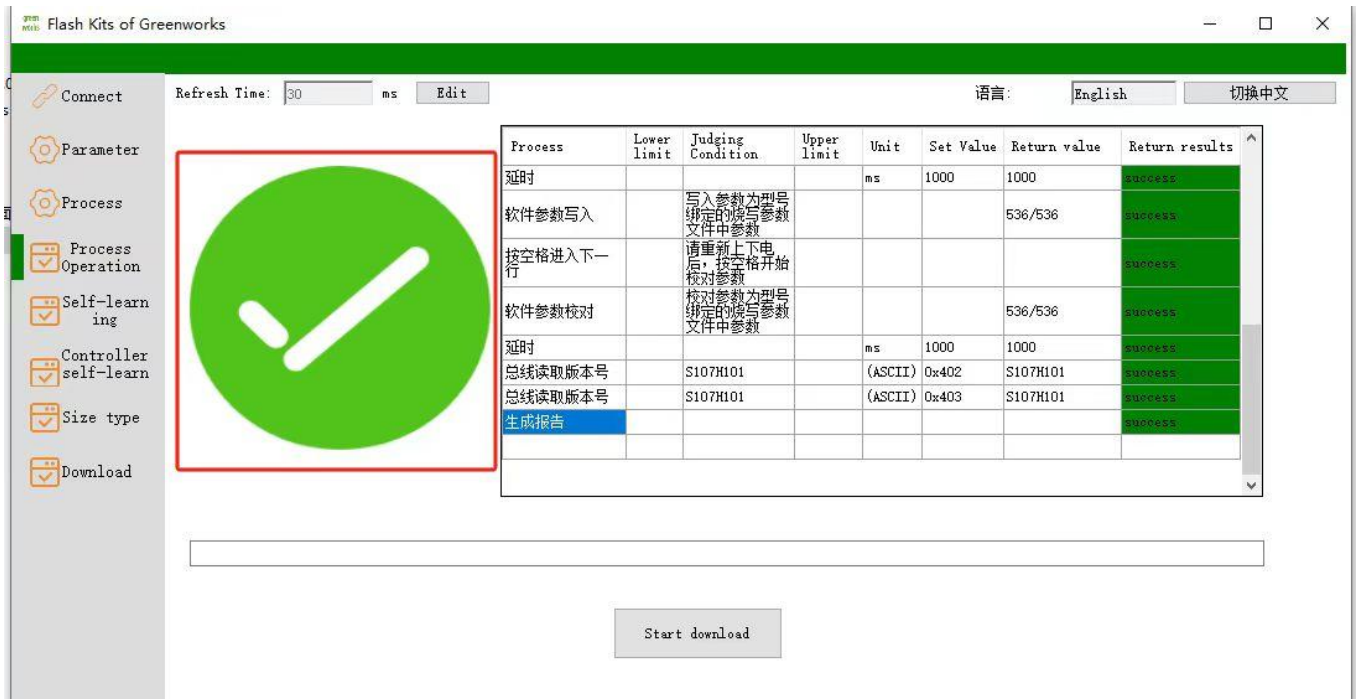 green
works
Flash Kits of Greenworks
Connect
Parameter
Process
Process
Operation
Self-learn
ing
Controller
self-learn
Size type
Download
Refresh Time: 30 ms Edit
语言: English 切换中文
Process Lower limit Judging Condition Upper limit Unit Set Value Return value Return results
延时 ms 1000 1000 success
软件参数写入 写入参数为型号绑定的烧写参数文件中参数 536/536 success
按空格进入下一行 请重新上下电后，按空格开始校对参数 success
软件参数校对 校对参数为型号绑定的烧写参数文件中参数 536/536 success
延时 ms 1000 1000 success
总线读取版本号 S107H101 (ASCII) 0x402 S107H101 success
总线读取版本号 S107H101 (ASCII) 0x403 S107H101 success
生成报告 success
Start download